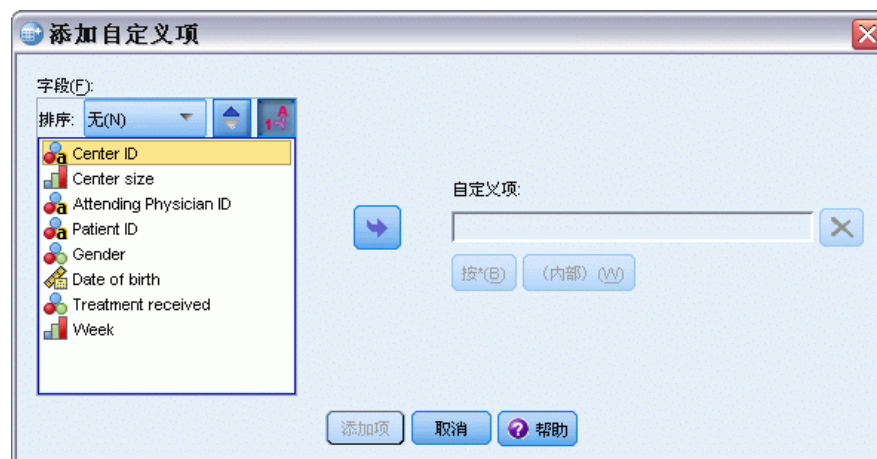 添加自定义项
字段(F):
排序: 无(N)
Center ID
Center size
Attending Physician ID
Patient ID
Gender
Date of birth
Treatment received
Week
自定义项:
按*(B) （内部）(W)
添加项 取消 帮助